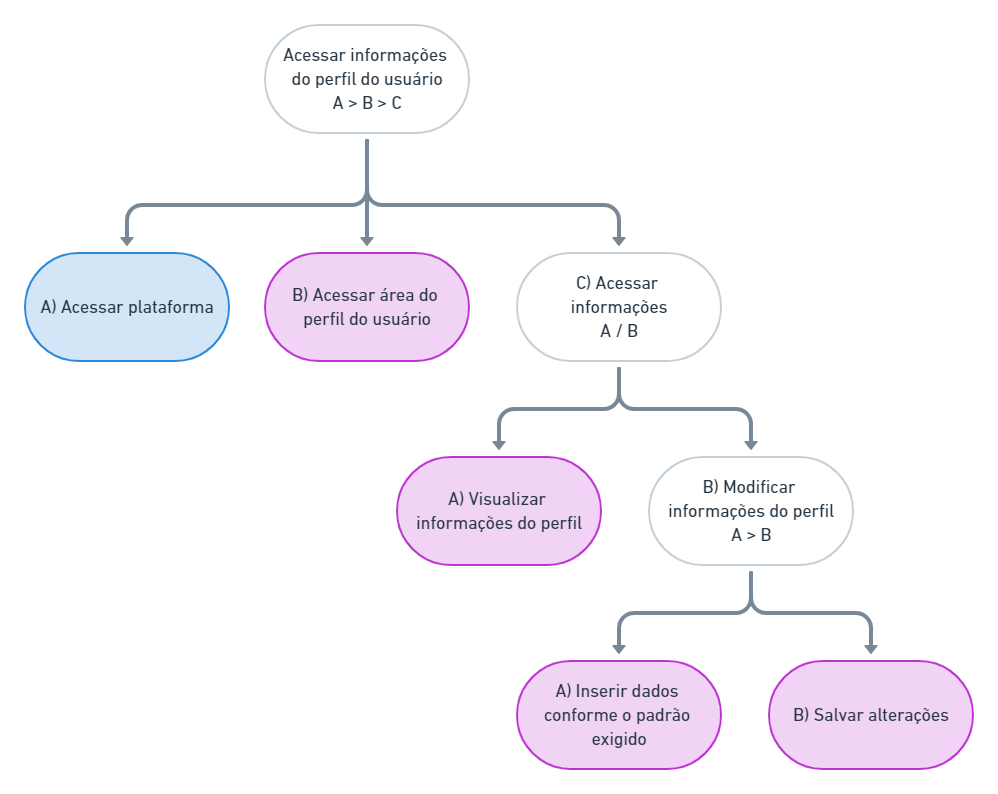 Acessar informações
do perfil do usuário
A > B > C
A) Acessar plataforma
B) Acessar área do
perfil do usuário
C) Acessar
informações
A / B
A) Visualizar
informações do perfil
B) Modificar
informações do perfil
A > B
A) Inserir dados
conforme o padrão
exigido
B) Salvar alterações